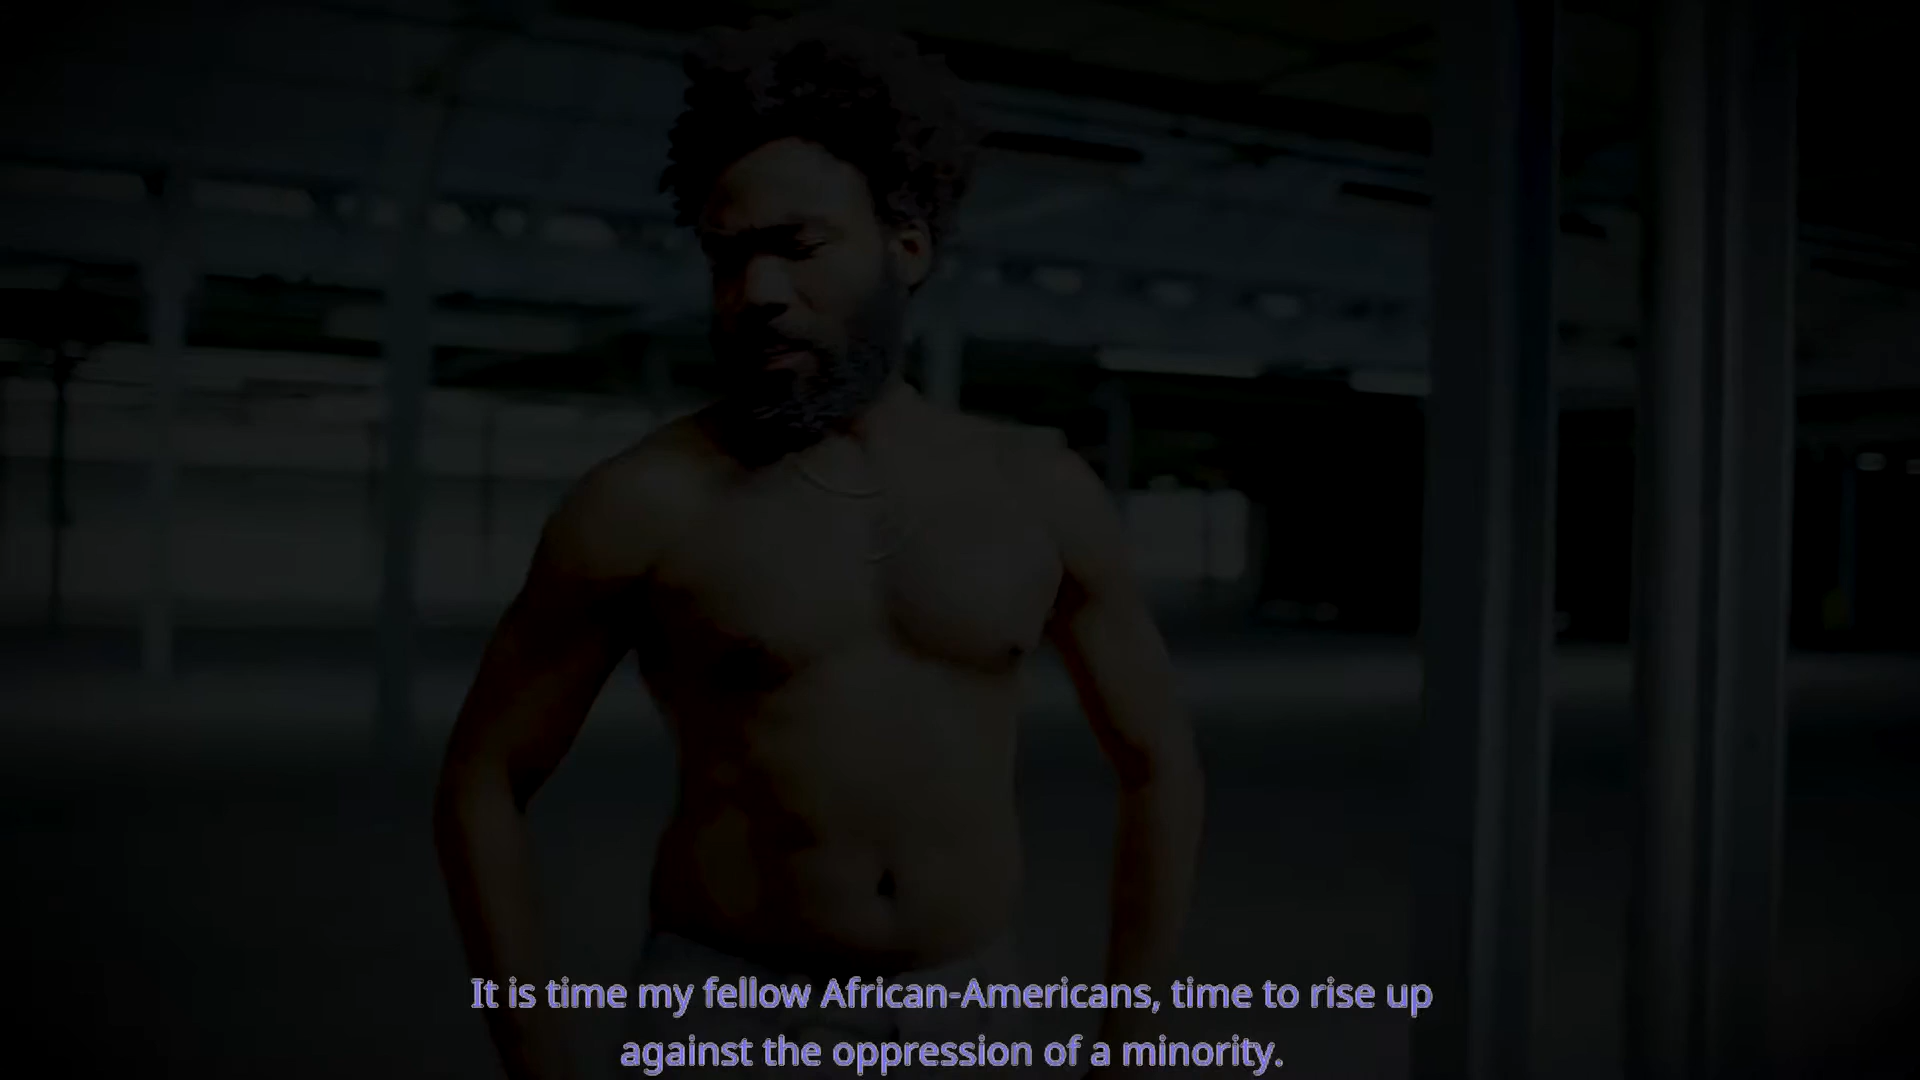 It is time my fellow African-Americans, time to rise up
against the oppression of a minority.